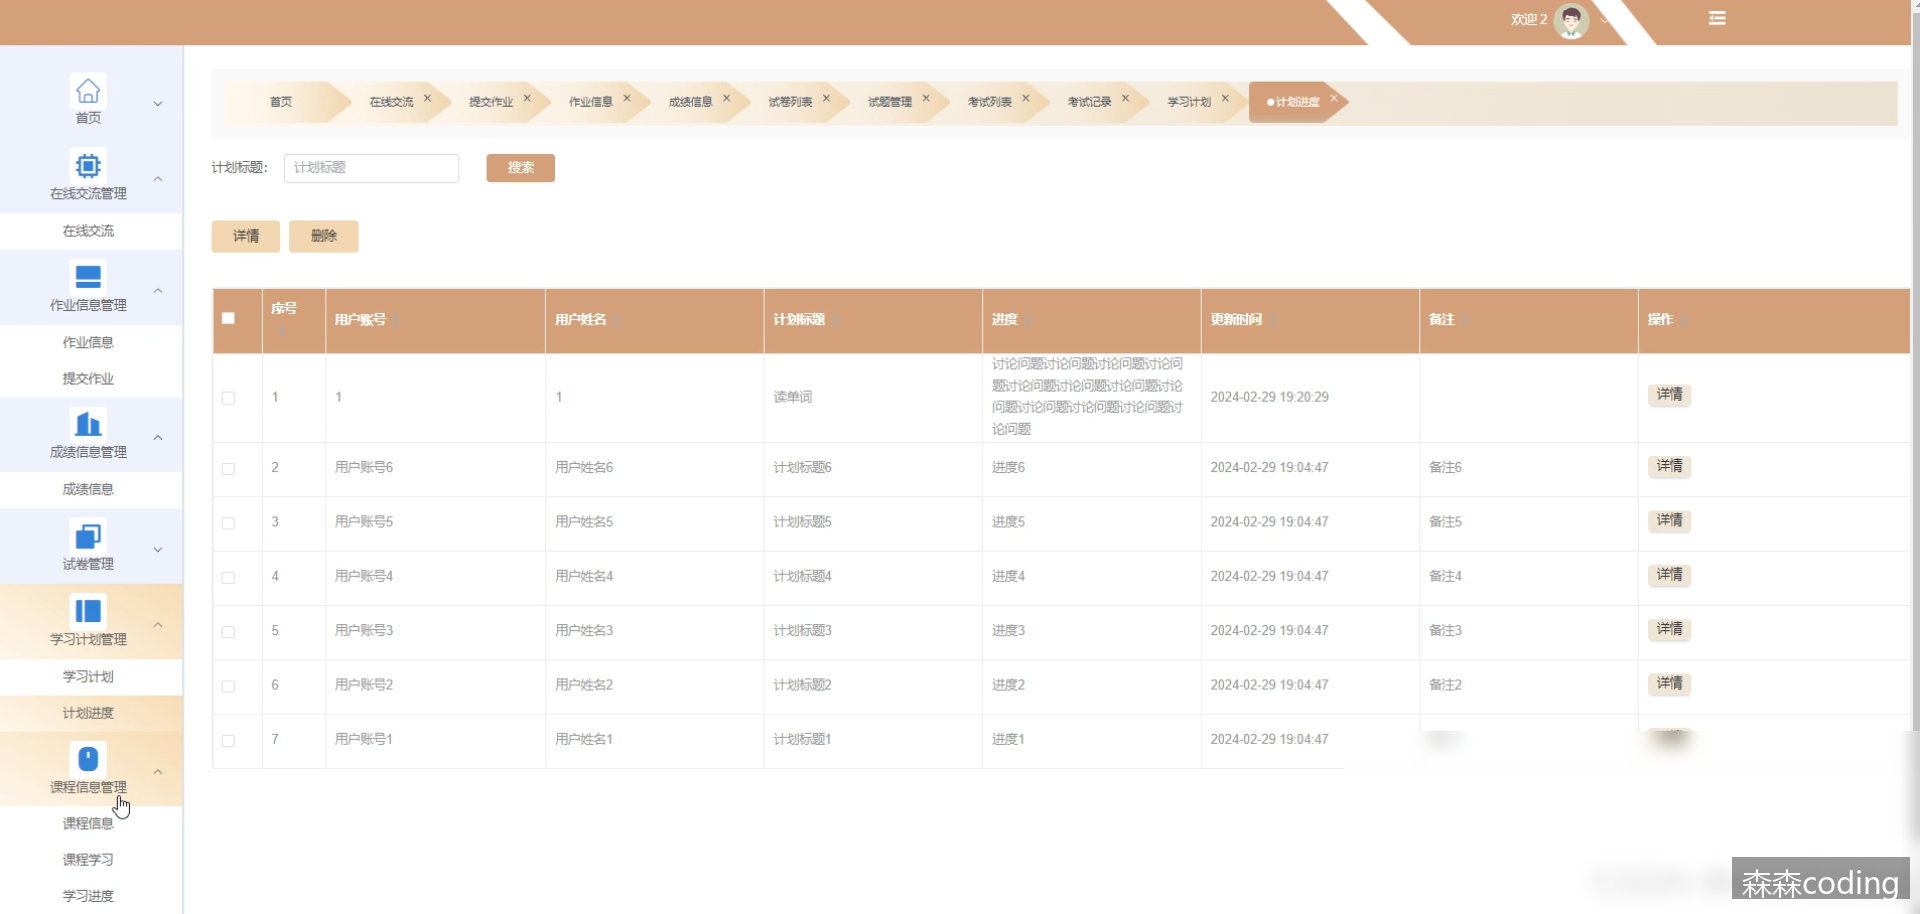 欢迎 2
首页
在线交流管理
在线交流
作业信息管理
作业信息
提交作业
成绩信息管理
成绩信息
试卷管理
学习计划管理
学习计划
计划进度
课程信息管理
课程信息
课程学习
学习进度
首页 在线交流 × 提交作业 × 作业信息 × 成绩信息 × 试卷列表 × 试题管理 × 考试列表 × 考试记录 × 学习计划 × 计划进度 ×
计划标题： 计划标题 搜索
详情 删除
序号 用户账号 用户姓名 计划标题 进度 更新时间 备注 操作
讨论问题讨论问题讨论问题讨论问
题讨论问题讨论问题讨论问题讨论
1 1 1 读单词 2024-02-29 19:20:29 详情
问题讨论问题讨论问题讨论问题讨
论问题
2 用户账号6 用户姓名6 计划标题6 进度6 2024-02-29 19:04:47 备注6 详情
3 用户账号5 用户姓名5 计划标题5 进度5 2024-02-29 19:04:47 备注5 详情
4 用户账号4 用户姓名4 计划标题4 进度4 2024-02-29 19:04:47 备注4 详情
5 用户账号3 用户姓名3 计划标题3 进度3 2024-02-29 19:04:47 备注3 详情
6 用户账号2 用户姓名2 计划标题2 进度2 2024-02-29 19:04:47 备注2 详情
7 用户账号1 用户姓名1 计划标题1 进度1 2024-02-29 19:04:47
森森coding